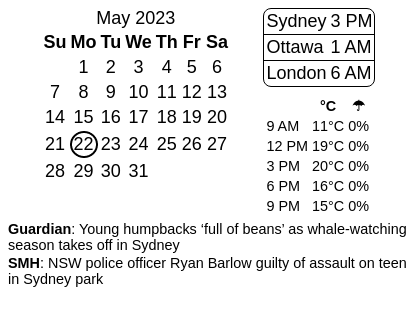 May 2023
Su Mo Tu We Th Fr Sa
1 2 3 4 5 6
7 8 9 10 11 12 13
14 15 16 17 18 19 20
21 22 23 24 25 26 27
28 29 30 31
Sydney 3 PM
Ottawa 1 AM
London 6 AM
°C ☂
9 AM 11°C 0%
12 PM 19°C 0%
3 PM 20°C 0%
6 PM 16°C 0%
9 PM 15°C 0%
Guardian: Young humpbacks ‘full of beans’ as whale-watching
season takes off in Sydney
SMH: NSW police officer Ryan Barlow guilty of assault on teen
in Sydney park